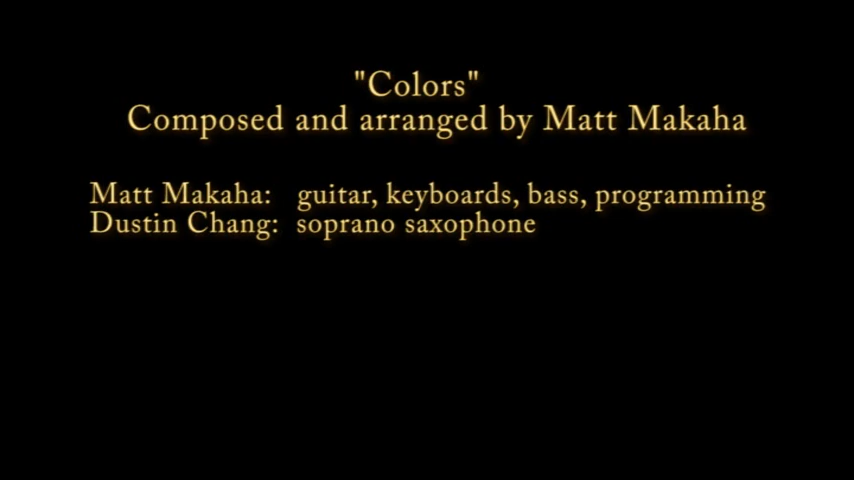 "Colors"
Composed and arranged by Matt Makaha
Matt Makaha: guitar, keyboards, bass, programming
Dustin Chang: soprano saxophone